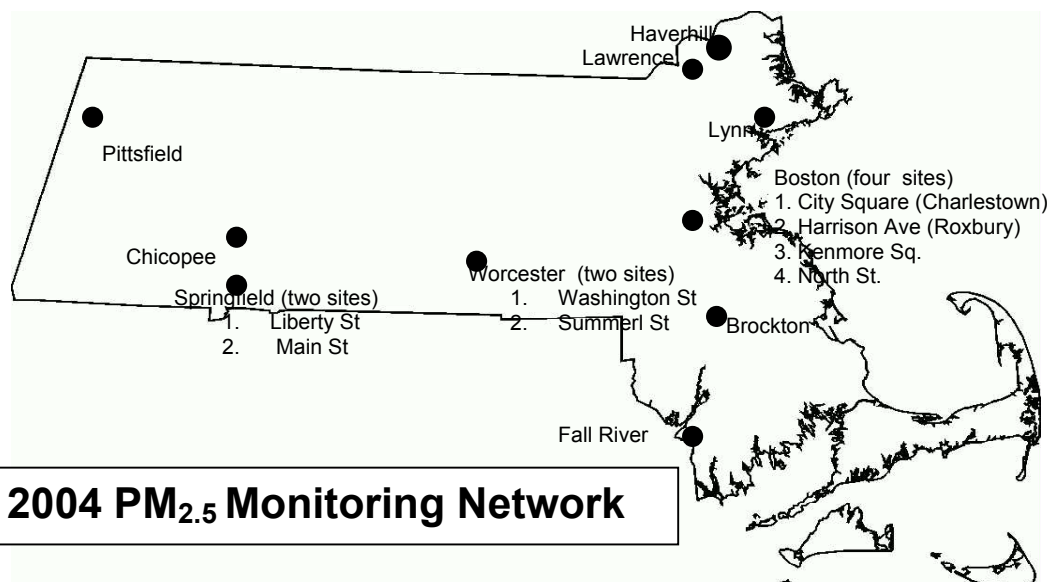 Haverhill
Lawrence
Lynn
Pittsfield
Boston (four sites)
1. City Square (Charlestown)
2. Harrison Ave (Roxbury)
3. Kenmore Sq.
4. North St.
Chicopee
Worcester (two sites)
1. Washington St
2. Summerl St
Springfield (two sites)
1. Liberty St
2. Main St
Brockton
Fall River
2004 PM2.5 Monitoring Network